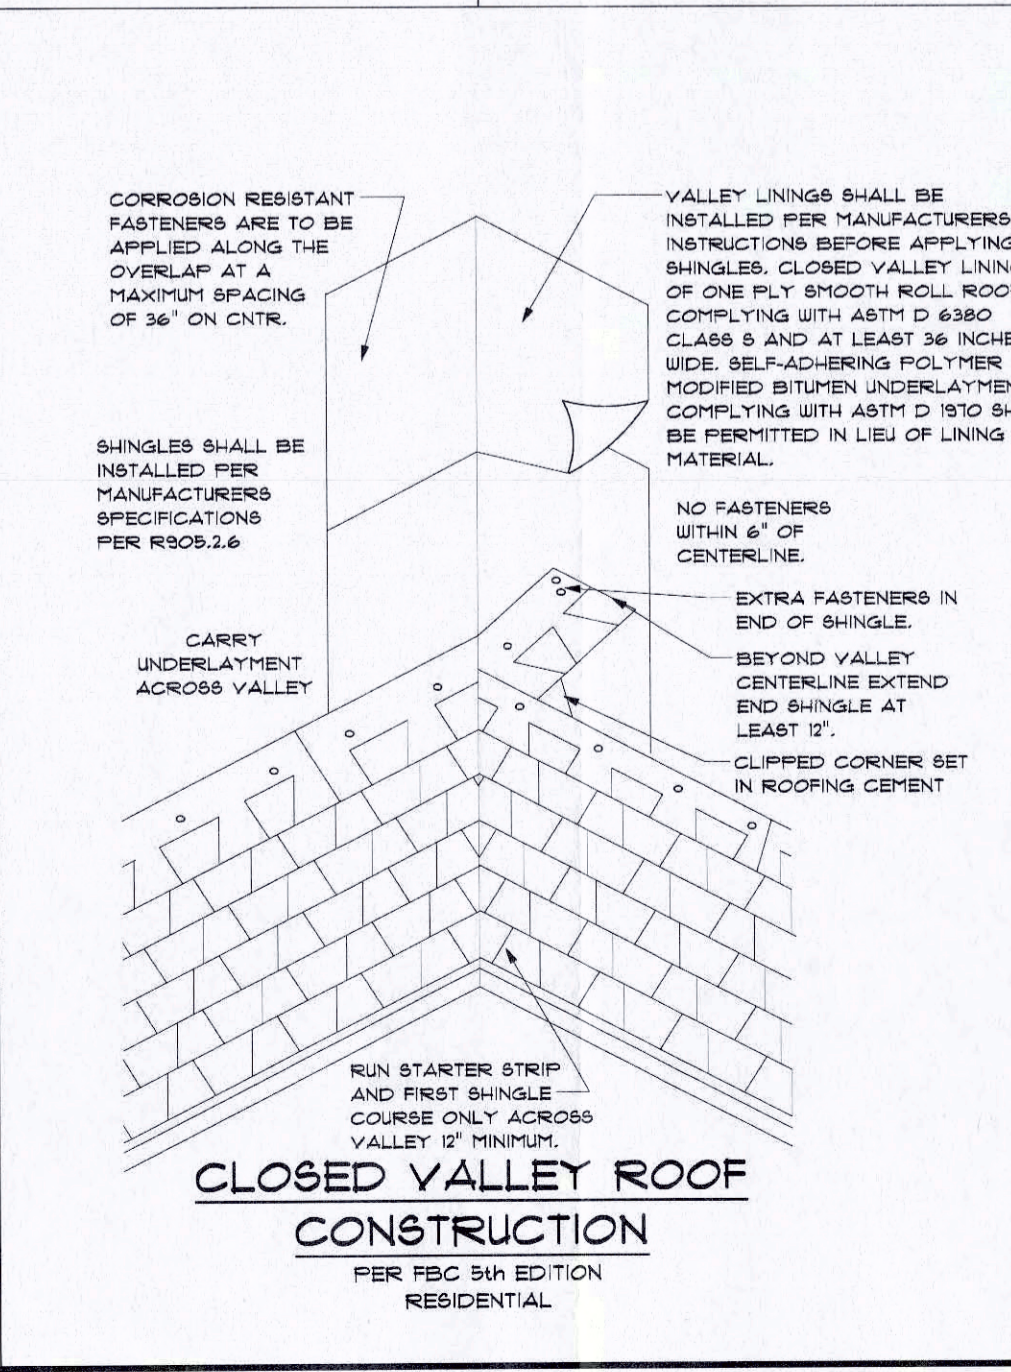 CORROSION RESISTANT
FASTENERS ARE TO BE
APPLIED ALONG THE
OVERLAP AT A
MAXIMUM SPACING
OF 36" ON CNTR.
VALLEY LININGS SHALL BE
INSTALLED PER MANUFACTURERS
INSTRUCTIONS BEFORE APPLYING
SHINGLES. CLOSED VALLEY LINING
OF ONE PLY SMOOTH ROLL
COMPLYING WITH ASTM D 6380
CLASS S AND AT LEAST 36
WIDE. SELF-ADHERING POLYMER
MODIFIED BITUMEN
COMPLYING WITH ASTM D 1970
BE PERMITTED IN LIEU OF LINING
MATERIAL.
SHINGLES SHALL BE
INSTALLED PER
MANUFACTURERS
SPECIFICATIONS
PER R905.2.6
NO FASTENERS
WITHIN 6" OF
CENTERLINE.
EXTRA FASTENERS IN
END OF SHINGLE.
CARRY
UNDERLAYMENT
ACROSS VALLEY
BEYOND VALLEY
CENTERLINE EXTEND
END SHINGLE AT
LEAST 12".
CLIPPED CORNER SET
IN ROOFING CEMENT
RUN STARTER STRIP
AND FIRST SHINGLE
COURSE ONLY ACROSS
VALLEY 12" MINIMUM.
CLOSED VALLEY ROOF
CONSTRUCTION
PER FBC 5th EDITION
RESIDENTIAL